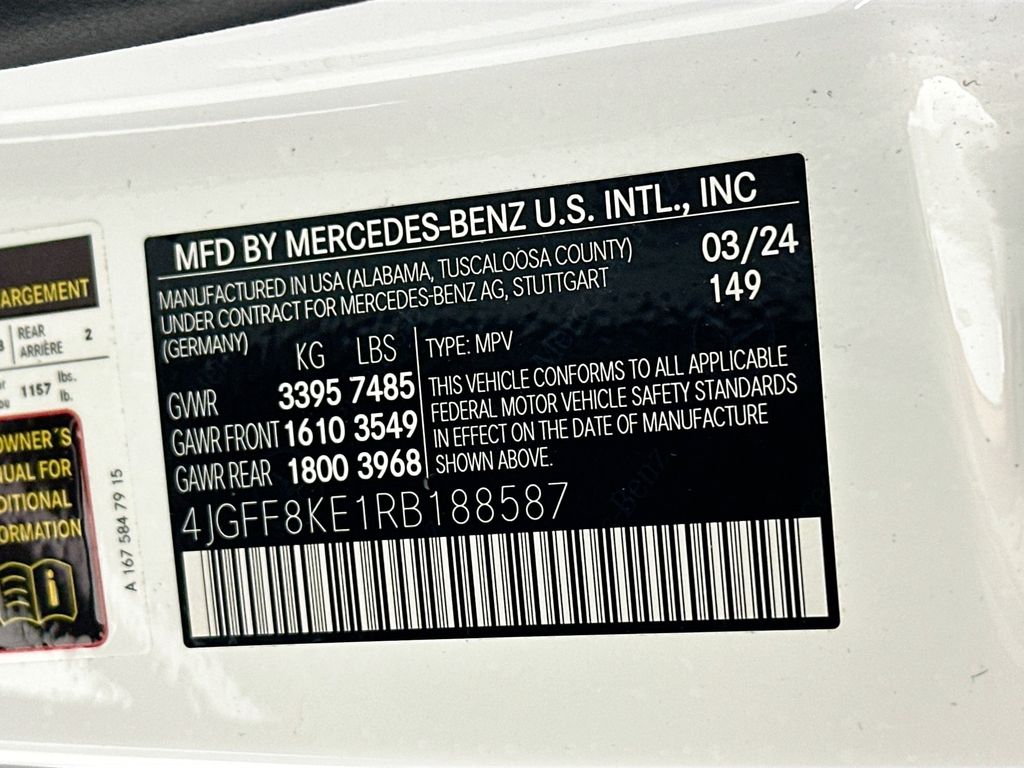 MFD BY MERCEDES-BENZ U.S. INTL., INC
MANUFACTURED IN USA (ALABAMA, TUSCALOOSA COUNTY)
UNDER CONTRACT FOR MERCEDES-BENZ AG, STUTTGART
(GERMANY)
03/24
149
KG LBS
GVWR 3395 7485
GAWR FRONT 1610 3549
GAWR REAR 1800 3968
TYPE: MPV
THIS VEHICLE CONFORMS TO ALL APPLICABLE
FEDERAL MOTOR VEHICLE SAFETY STANDARDS
IN EFFECT ON THE DATE OF MANUFACTURE
SHOWN ABOVE.
4JGFF8KE1RB188587
ARGEMENT
REAR 2
ARRIÈRE
1157 lbs.
lb.
OWNER´S
UAL FOR
DITIONAL
ORMATION
A 167 584 79 15